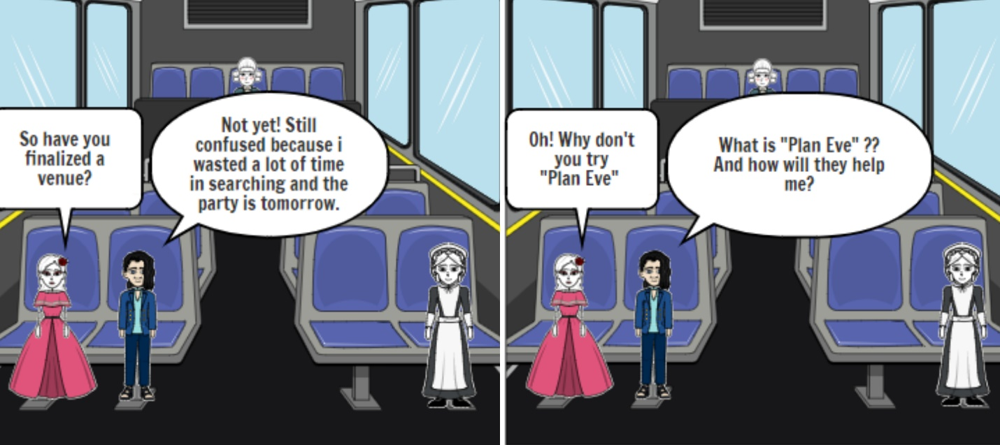 So have you
finalized a
venue?
Not yet! Still
confused because i
wasted a lot of time
in searching and the
party is tomorrow.
Oh! Why don't
you try
"Plan Eve"
What is "Plan Eve" ??
And how will they help
me?